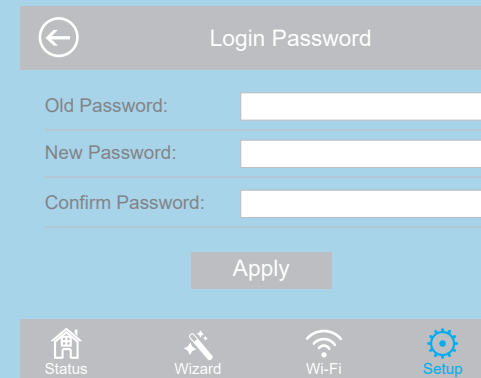 Login Password
Old Password:
New Password:
Confirm Password:
Apply
Status Wizard Wi-Fi Setup